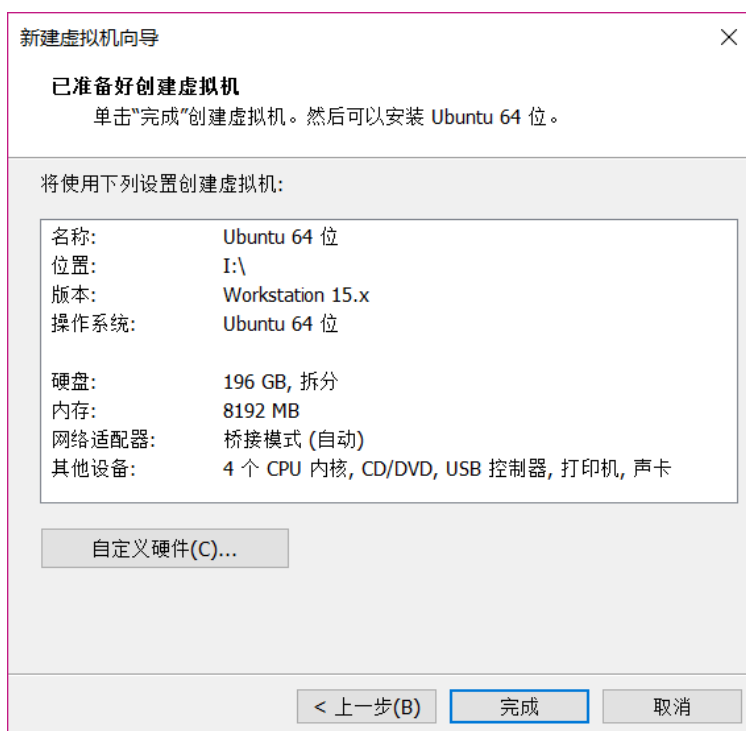 新建虚拟机向导
已准备好创建虚拟机
单击“完成”创建虚拟机。然后可以安装 Ubuntu 64 位。
将使用下列设置创建虚拟机:
名称: Ubuntu 64 位
位置: I:\
版本: Workstation 15.x
操作系统: Ubuntu 64 位
硬盘: 196 GB, 拆分
内存: 8192 MB
网络适配器: 桥接模式 (自动)
其他设备: 4 个 CPU 内核, CD/DVD, USB 控制器, 打印机, 声卡
自定义硬件(C)...
< 上一步(B) 完成 取消